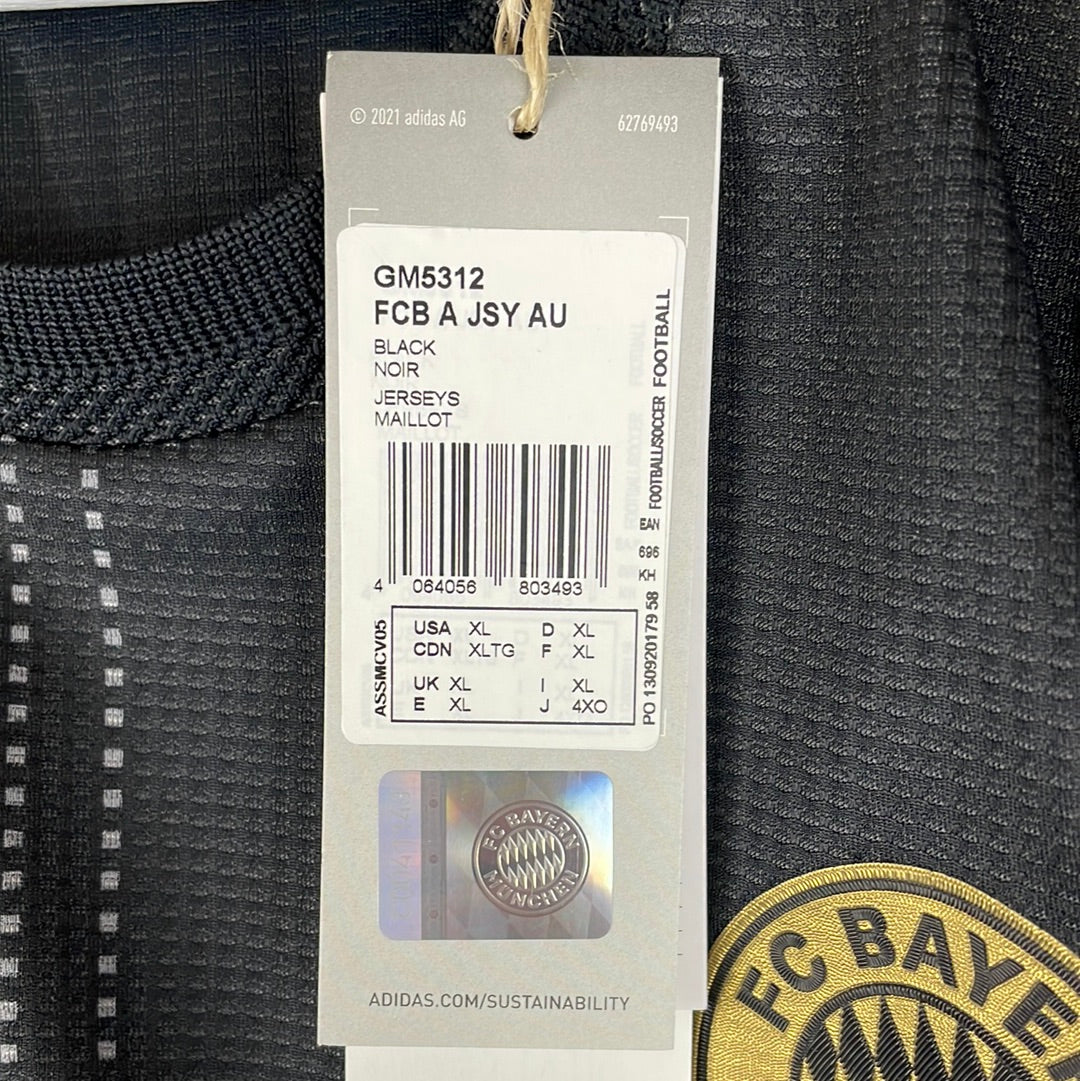 © 2021 adidas AG
62769493
GM5312
FCB A JSY AU
BLACK
NOIR
JERSEYS
MAILLOT
FOOTBALL/SOCCER FOOTBALL
EAN
696
KH
PO 130920179 58
4 064056 803493
ASSMCV05
USA XL D XL
CDN XLTG F XL
UK XL I XL
E XL J 4XO
FC BAYERN
MÜNCHEN
ADIDAS.COM/SUSTAINABILITY
FC BAYE